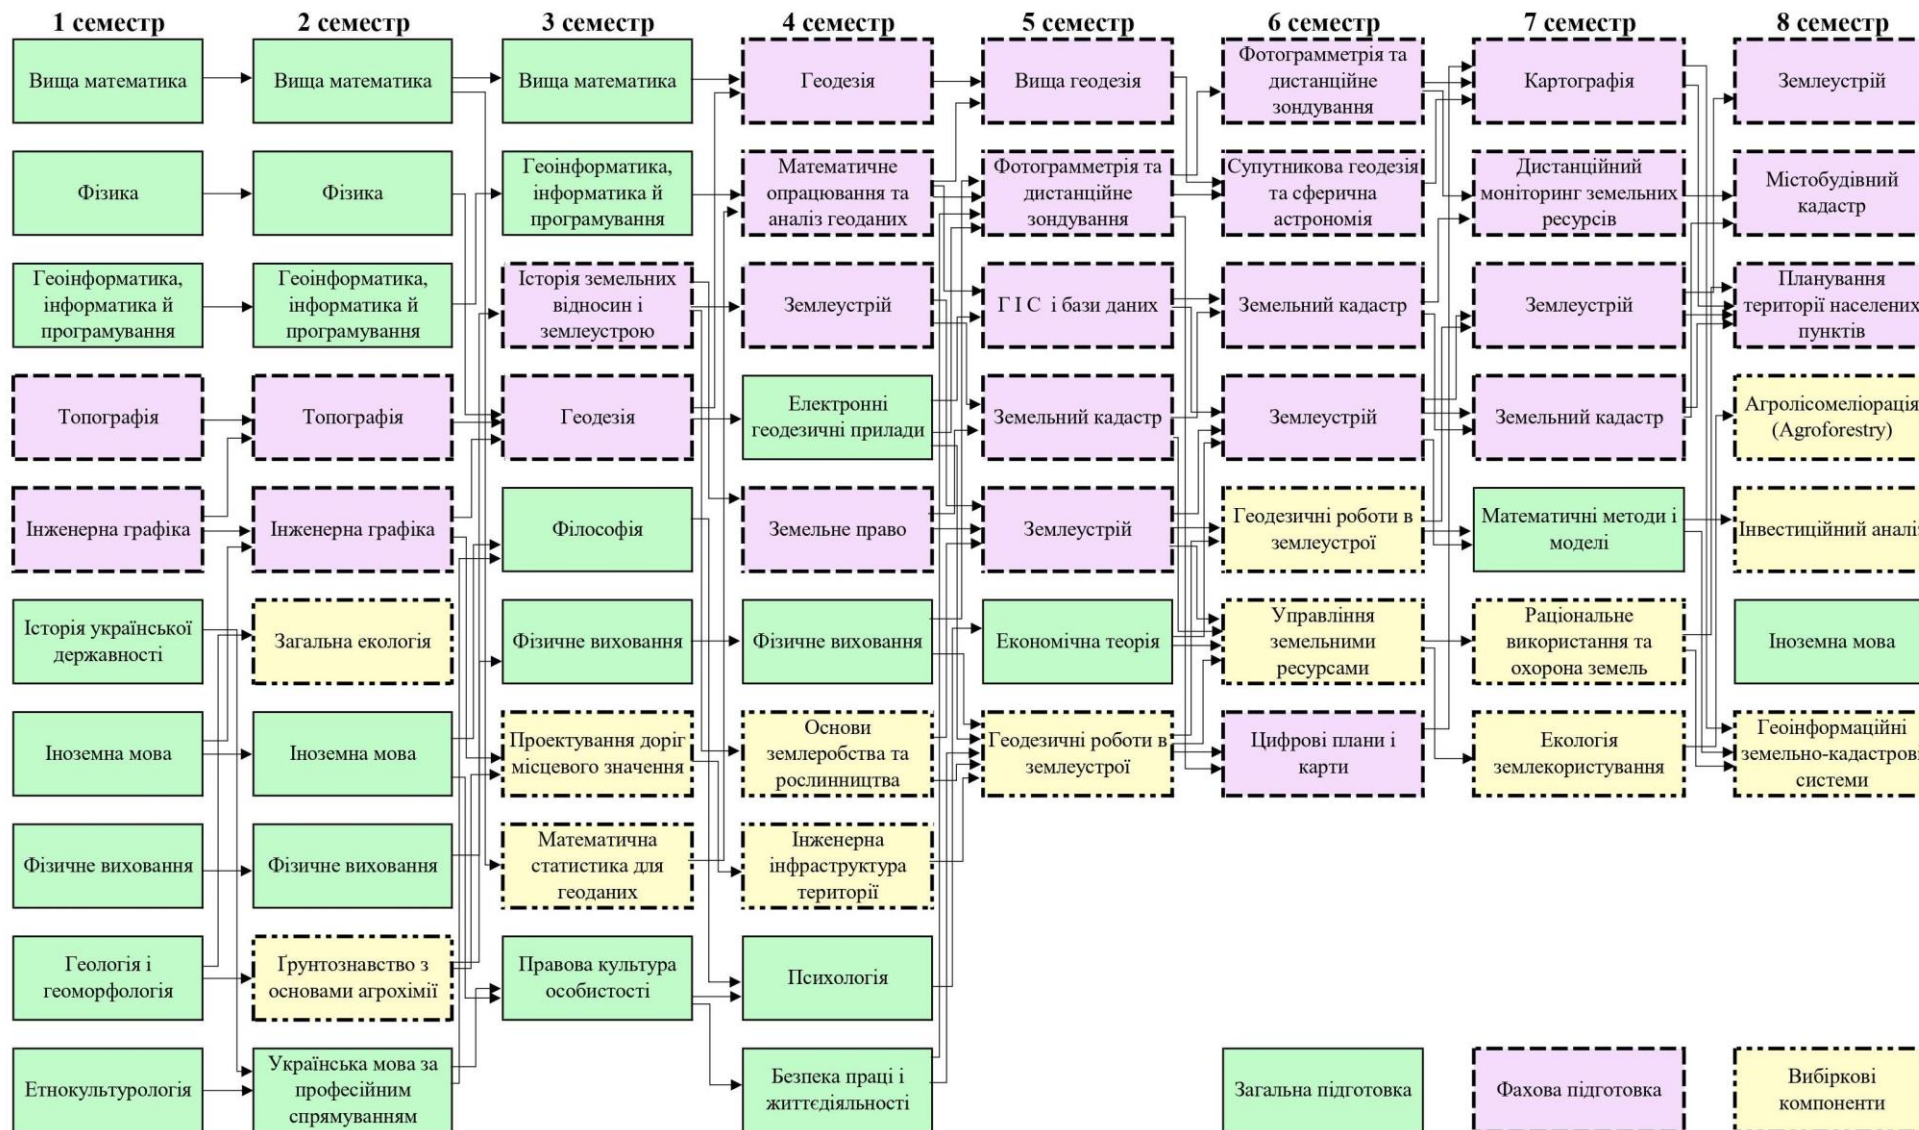 1 семестр
2 семестр
3 семестр
4 семестр
5 семестр
6 семестр
7 семестр
8 семестр
Вища математика
Вища математика
Вища математика
Геодезія
Вища геодезія
Фотограмметрія та
дистанційне
зондування
Картографія
Землеустрій
Фізика
Фізика
Геоінформатика,
інформатика й
програмування
Математичне
опрацювання та
аналіз геоданих
Фотограмметрія та
дистанційне
зондування
Супутникова геодезія
та сферична
астрономія
Дистанційний
моніторинг земельних
ресурсів
Містобудівний
кадастр
Геоінформатика,
інформатика й
програмування
Геоінформатика,
інформатика й
програмування
Історія земельних
відносин і
землеустрою
Землеустрій
Г І С і бази даних
Земельний кадастр
Землеустрій
Планування
території населених
пунктів
Топографія
Топографія
Геодезія
Електронні
геодезичні прилади
Земельний кадастр
Землеустрій
Земельний кадастр
Агролісомеліорація
(Agroforestry)
Інженерна графіка
Інженерна графіка
Філософія
Земельне право
Землеустрій
Геодезичні роботи в
землеустрої
Математичні методи і
моделі
Інвестиційний аналіз
Історія української
державності
Загальна екологія
Фізичне виховання
Фізичне виховання
Економічна теорія
Управління
земельними
ресурсами
Раціональне
використання та
охорона земель
Іноземна мова
Іноземна мова
Іноземна мова
Проектування доріг
місцевого значення
Основи
землеробства та
рослинництва
Геодезичні роботи в
землеустрої
Цифрові плани і
карти
Екологія
землекористування
Геоінформаційні
земельно-кадастрові
системи
Фізичне виховання
Фізичне виховання
Математична
статистика для
геоданих
Інженерна
інфраструктура
території
Геологія і
геоморфологія
Ґрунтознавство з
основами агрохімії
Правова культура
особистості
Психологія
Етнокультурологія
Українська мова за
професійним
спрямуванням
Безпека праці і
життєдіяльності
Загальна підготовка
Фахова підготовка
Вибіркові
компоненти